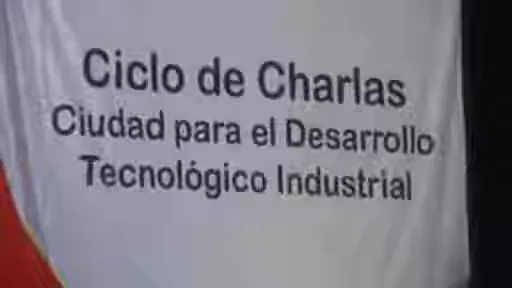 Ciclo de Charlas
Ciudad para el Desarrollo
Tecnológico Industrial